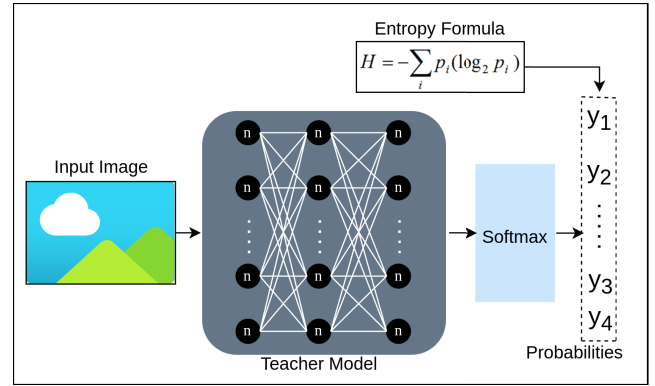 Entropy Formula
H = -∑ᵢ pᵢ(log₂ pᵢ)
Input Image
n n n
n n n
n n n
n n n
Teacher Model
Softmax
y₁
y₂
y₃
y₄
Probabilities